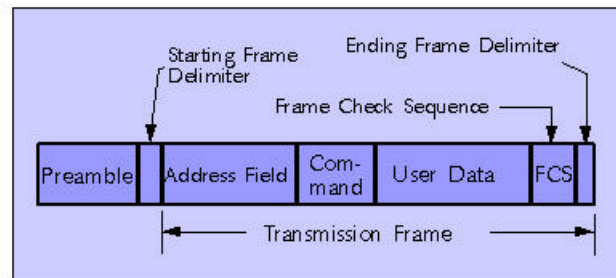 Ending Frame Delimiter
Starting Frame
Delimiter
Frame Check Sequence
Preamble
Address Field
Com-
mand
User Data
FCS
Transmission Frame